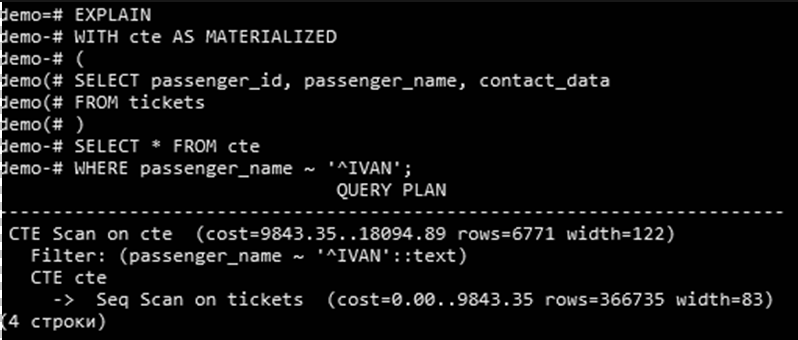 demo=# EXPLAIN
demo-# WITH cte AS MATERIALIZED
demo-# (
demo(# SELECT passenger_id, passenger_name, contact_data
demo(# FROM tickets
demo(# )
demo-# SELECT * FROM cte
demo-# WHERE passenger_name ~ '^IVAN';
QUERY PLAN
--------------------------------------------------------------------------------
CTE Scan on cte  (cost=9843.35..18094.89 rows=6771 width=122)
  Filter: (passenger_name ~ '^IVAN'::text)
  CTE cte
    ->  Seq Scan on tickets  (cost=0.00..9843.35 rows=366735 width=83)
(4 строки)